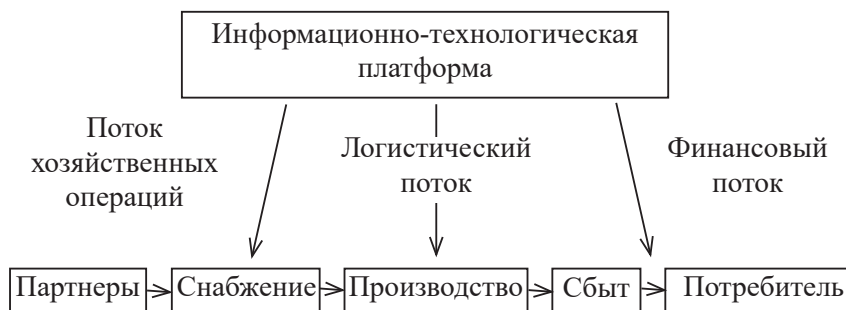 Информационно-технологическая
платформа
Поток
хозяйственных
операций
Логистический
поток
Финансовый
поток
Партнеры
Снабжение
Производство
Сбыт
Потребитель